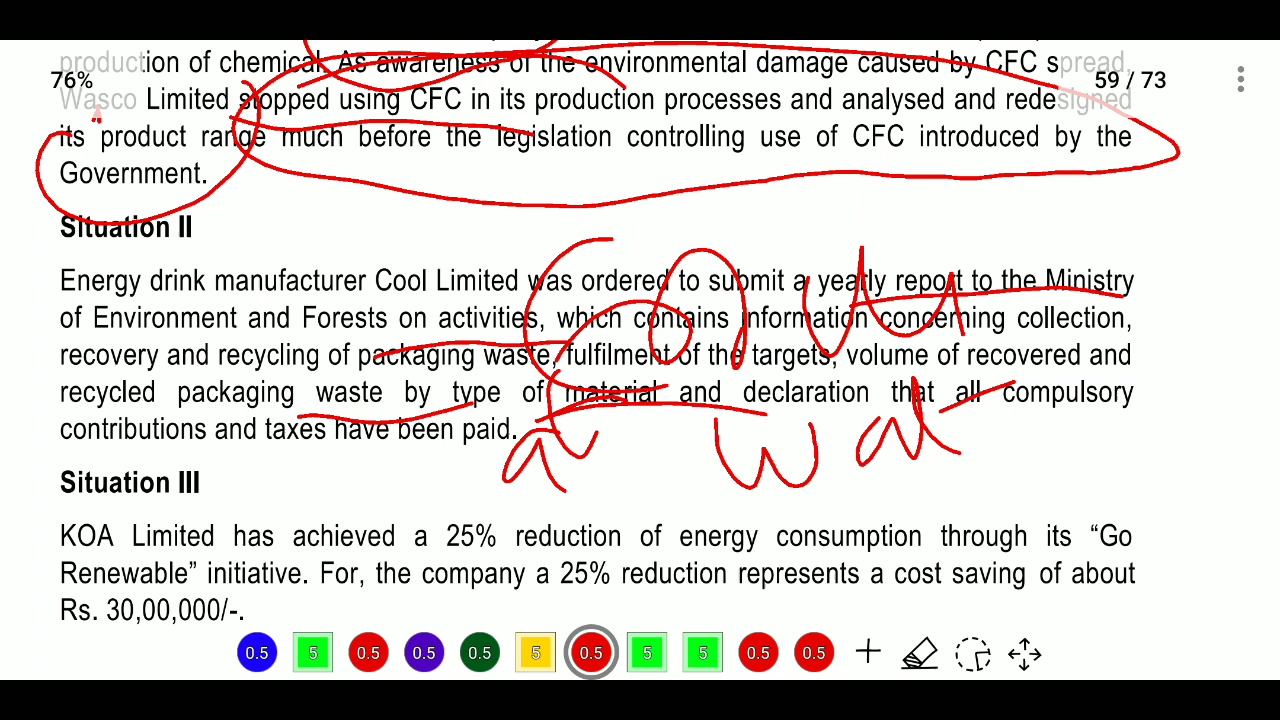 production of chemical. As awareness of the environmental damage caused by CFC spread,
76%
59 / 73
Wasco Limited stopped using CFC in its production processes and analysed and redesigned
its product range much before the legislation controlling use of CFC introduced by the
Government.
Situation II
Energy drink manufacturer Cool Limited was ordered to submit a yearly report to the Ministry
of Environment and Forests on activities, which contains information concerning collection,
recovery and recycling of packaging waste, fulfilment of the targets, volume of recovered and
recycled packaging waste by type of material and declaration that all compulsory
contributions and taxes have been paid.
Situation III
KOA Limited has achieved a 25% reduction of energy consumption through its “Go
Renewable” initiative. For, the company a 25% reduction represents a cost saving of about
Rs. 30,00,000/-.
0.5 5 0.5 0.5 0.5 5 0.5 5 5 0.5 0.5